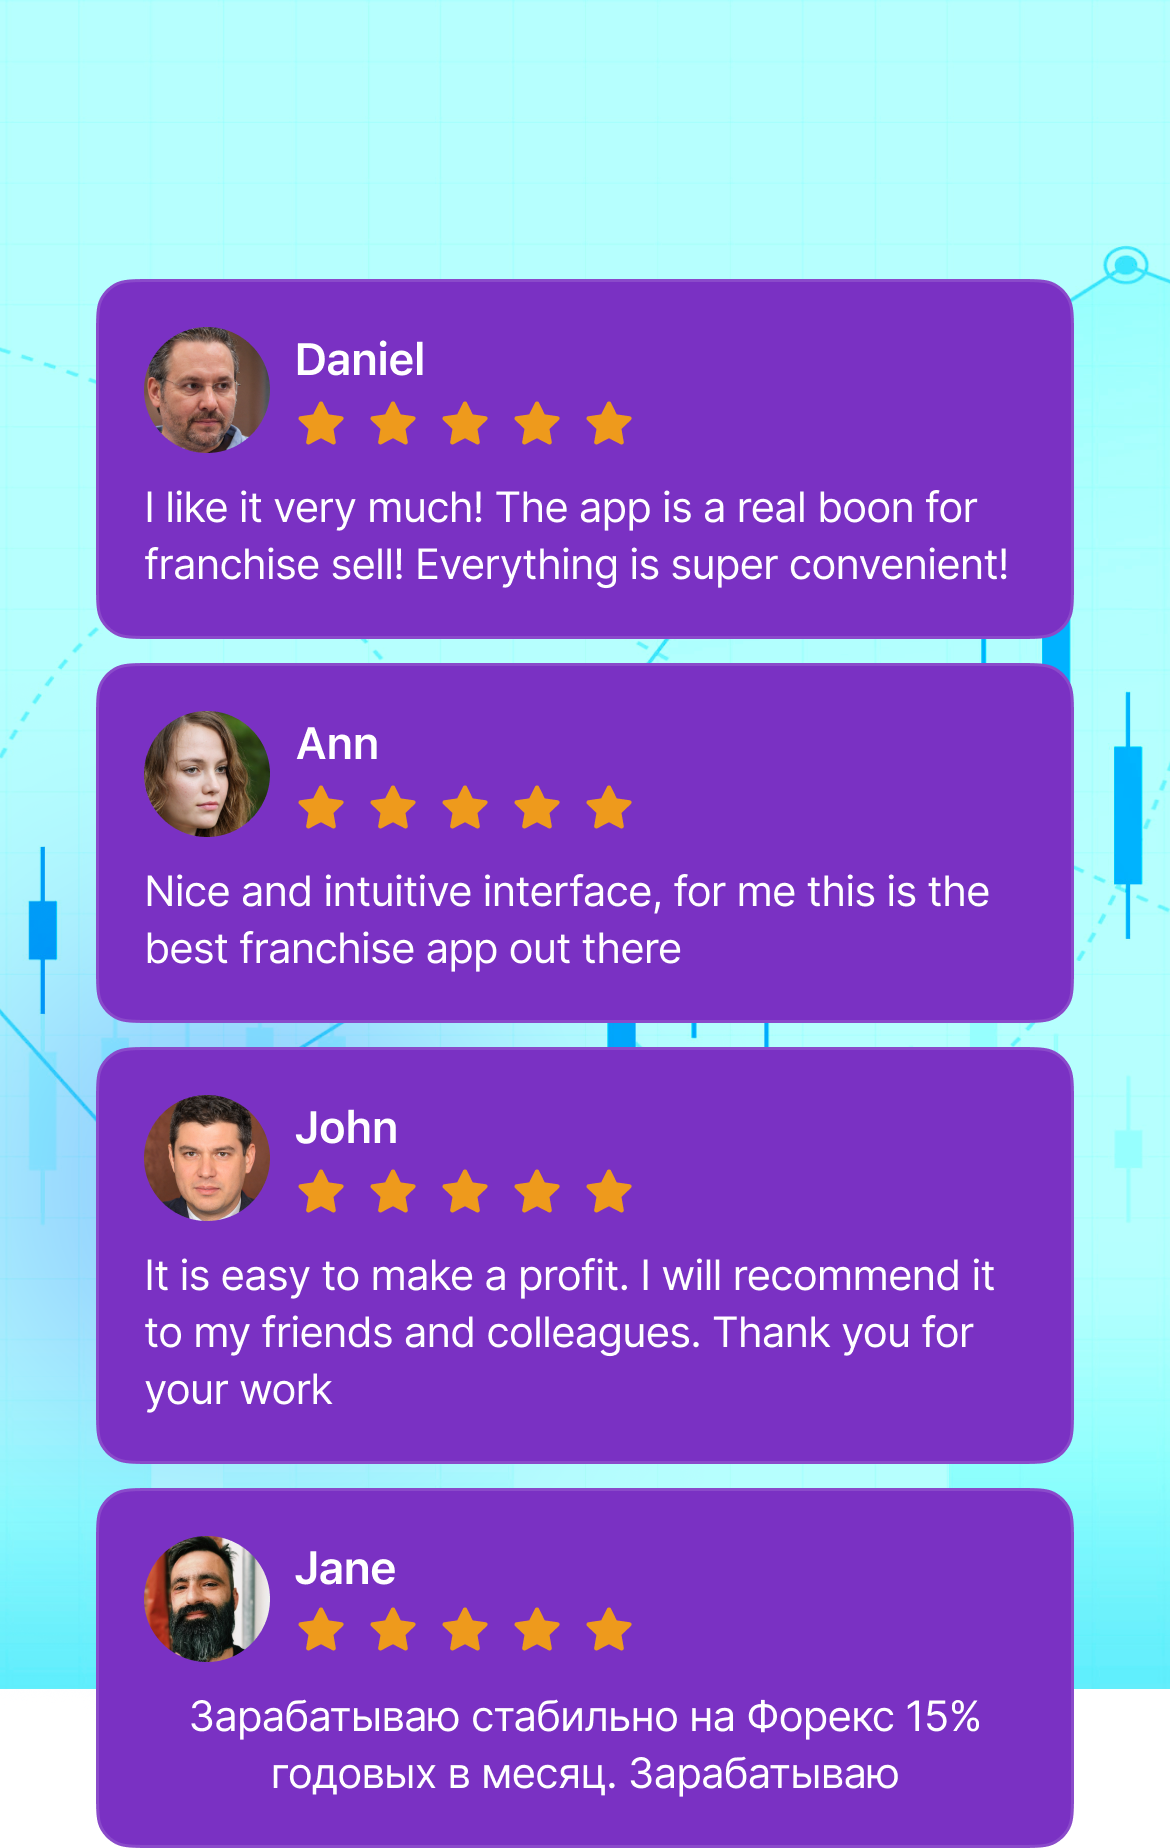 Daniel
I like it very much! The app is a real boon for
franchise sell! Everything is super convenient!
Ann
Nice and intuitive interface, for me this is the
best franchise app out there
John
It is easy to make a profit. I will recommend it
to my friends and colleagues. Thank you for
your work
Jane
Зарабатываю стабильно на Форекс 15%
годовых в месяц. Зарабатываю